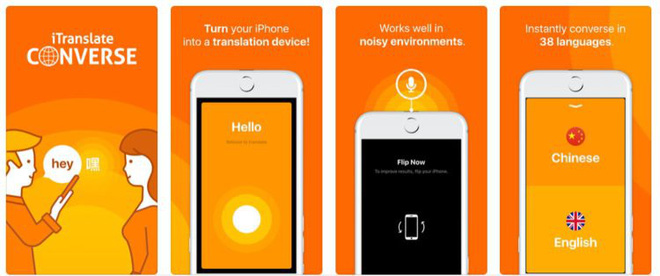 iTranslate
CONVERSE
hey
嘿
Turn your iPhone
into a translation device!
Hello
Works well in
noisy environments.
Flip Now
To improve results, flip your iPhone.
Instantly converse in
38 languages.
Chinese
English